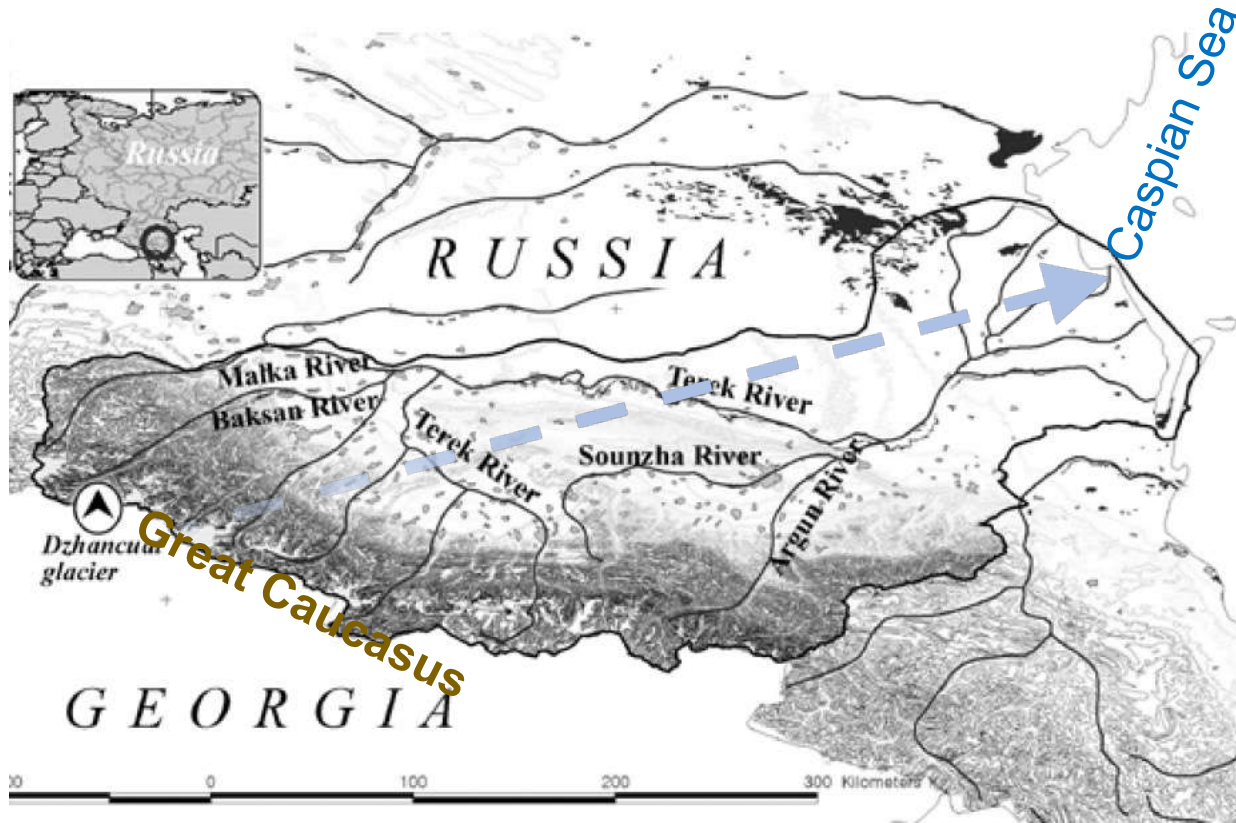 Caspian Sea
Russia
RUSSIA
Malka River
Baksan River
Terek River
Terek River
Sounzha River
Argun River
Dzhancuat
glacier
Great Caucasus
GEORGIA
00 0 100 200 300 Kilometers